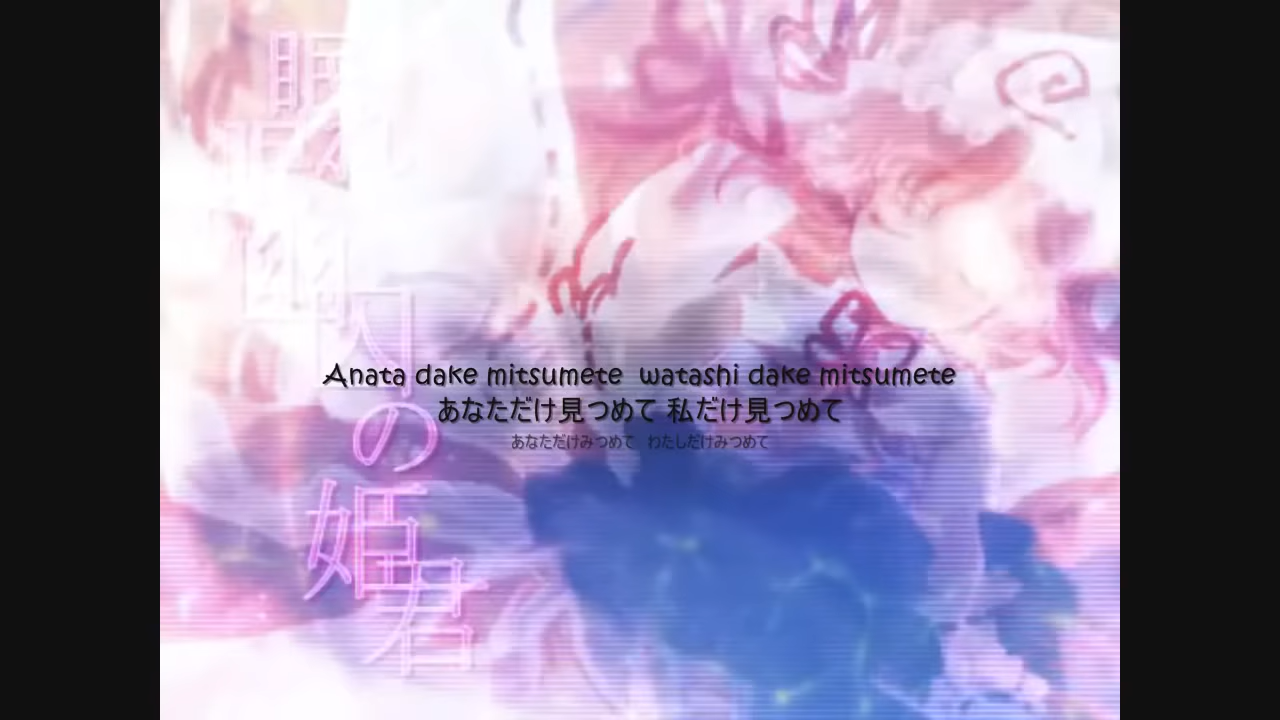 Anata dake mitsumete watashi dake mitsumete
あなただけ見つめて 私だけ見つめて
あなただけみつめて わたしだけみつめて
囚の姫君